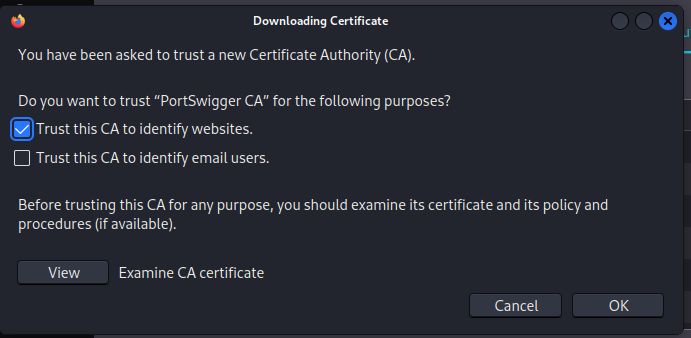 Downloading Certificate
You have been asked to trust a new Certificate Authority (CA).
Do you want to trust “PortSwigger CA” for the following purposes?
Trust this CA to identify websites.
Trust this CA to identify email users.
Before trusting this CA for any purpose, you should examine its certificate and its policy and
procedures (if available).
View Examine CA certificate
Cancel OK